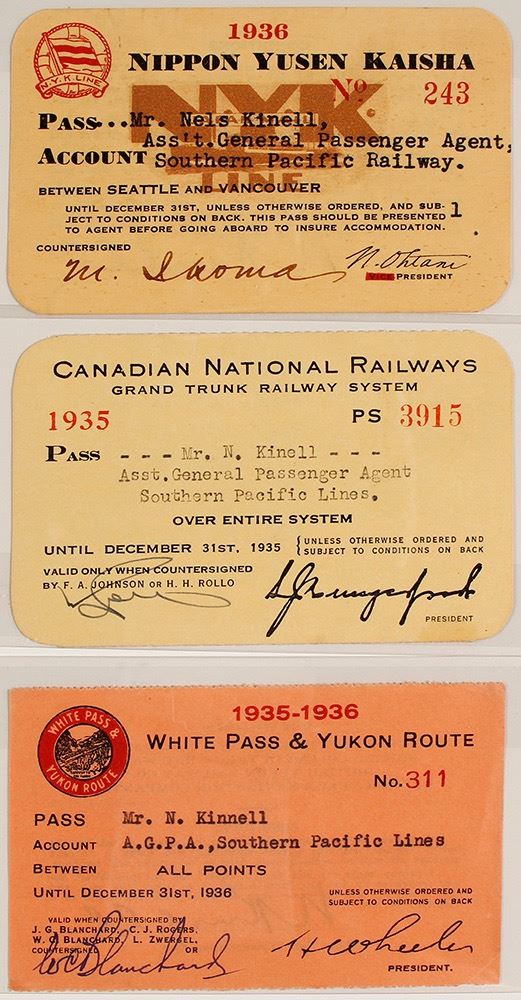 1936
NIPPON YUSEN KAISHA
N.Y.K. LINE
NYK
LINE
No 243
PASS...Mr. Nels Kinell,
Ass't.General Passenger Agent,
ACCOUNT Southern Pacific Railway.
BETWEEN SEATTLE AND VANCOUVER
UNTIL DECEMBER 31ST, UNLESS OTHERWISE ORDERED, AND SUB-
JECT TO CONDITIONS ON BACK. THIS PASS SHOULD BE PRESENTED 1
TO AGENT BEFORE GOING ABOARD TO INSURE ACCOMMODATION.
COUNTERSIGNED
N. Ohtani
VICE PRESIDENT
CANADIAN NATIONAL RAILWAYS
GRAND TRUNK RAILWAY SYSTEM
1935 PS 3915
PASS - - - Mr. N. Kinell - - -
Asst.General Passenger Agent
Southern Pacific Lines.
OVER ENTIRE SYSTEM
UNTIL DECEMBER 31ST, 1935 { UNLESS OTHERWISE ORDERED AND
SUBJECT TO CONDITIONS ON BACK
VALID ONLY WHEN COUNTERSIGNED
BY F. A. JOHNSON OR H. H. ROLLO
PRESIDENT
1935-1936
WHITE PASS & YUKON ROUTE
WHITE PASS & YUKON ROUTE
No. 311
PASS Mr. N. Kinnell
ACCOUNT A.G.P.A.,Southern Pacific Lines
BETWEEN ALL POINTS
UNTIL DECEMBER 31ST, 1936
UNLESS OTHERWISE ORDERED AND
SUBJECT TO CONDITIONS ON BACK
VALID WHEN COUNTERSIGNED BY
J. G. BLANCHARD, C. J. ROGERS,
W. C. BLANCHARD, L. ZWERGEL,
COUNTERSIGNED OR
WC Blanchard
H Wheeler
PRESIDENT.